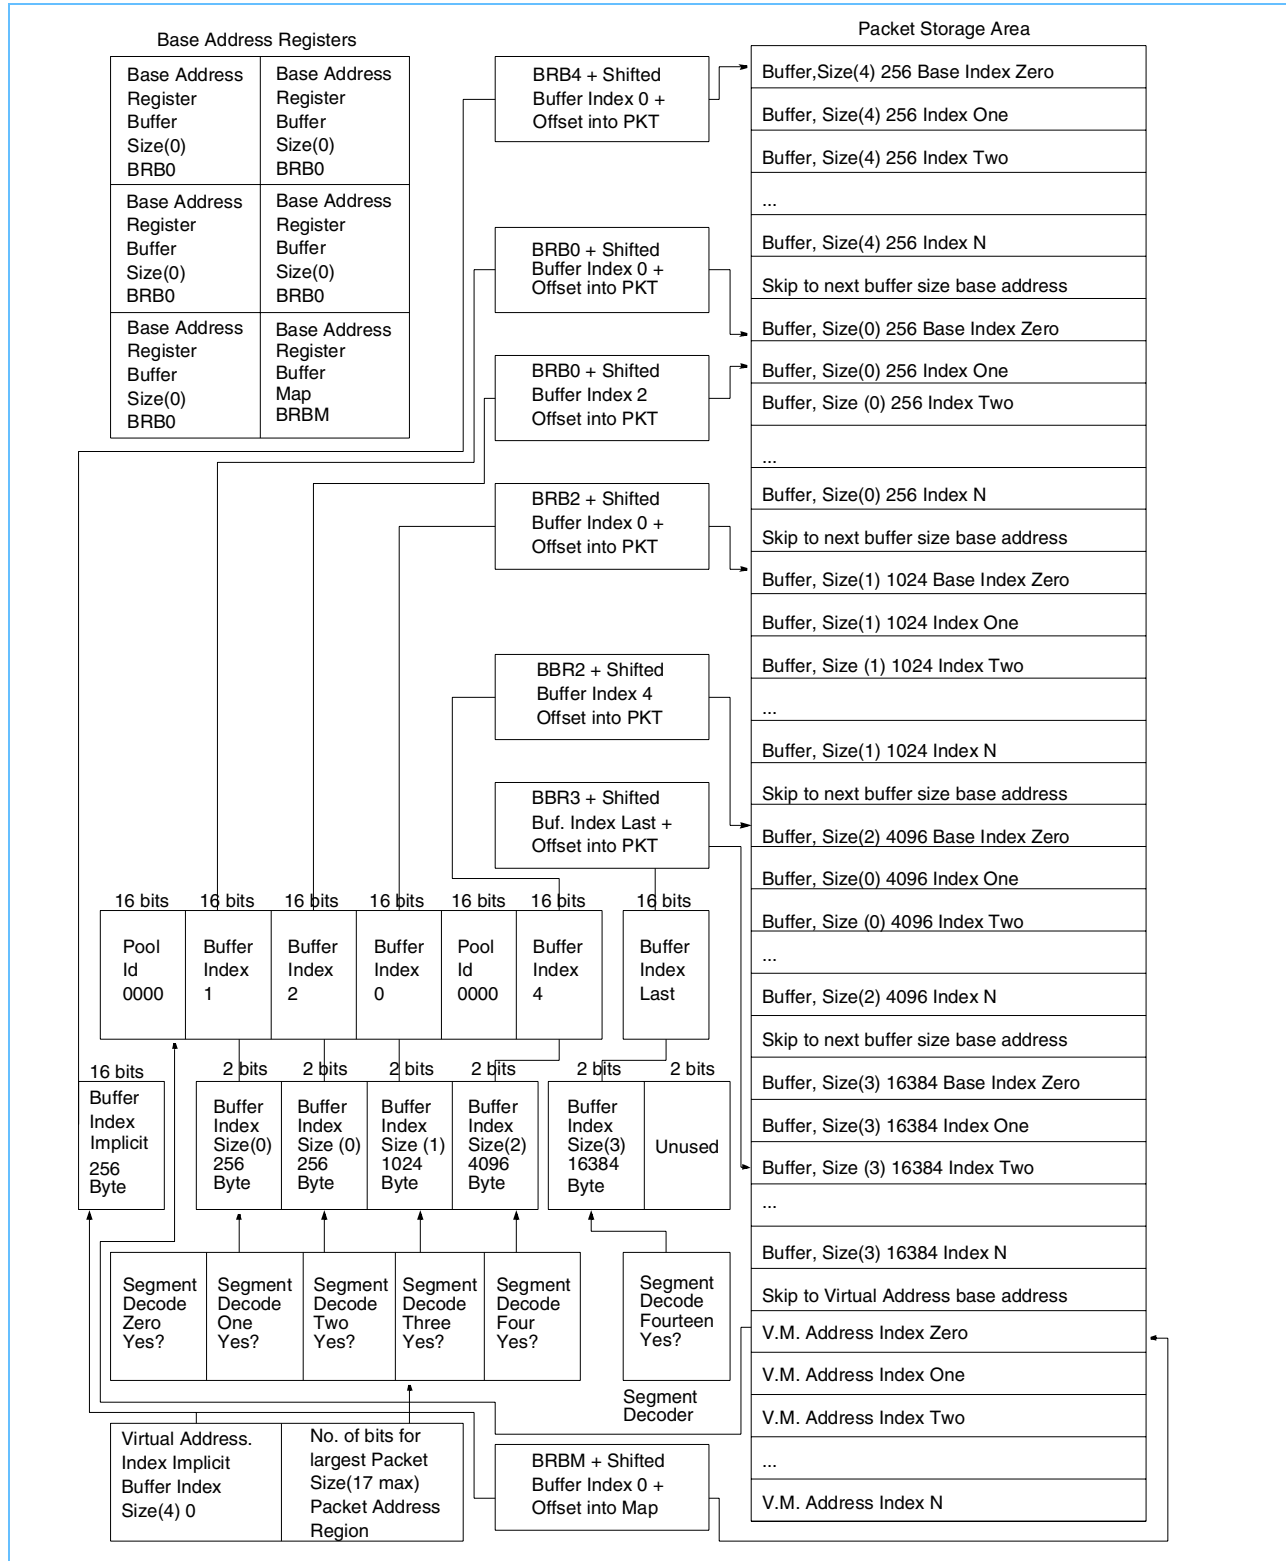 Base Address Registers
Base Address
Register
Buffer
Size(0)
BRB0
Base Address
Register
Buffer
Size(0)
BRB0
Base Address
Register
Buffer
Size(0)
BRB0
Base Address
Register
Buffer
Size(0)
BRB0
Base Address
Register
Buffer
Size(0)
BRB0
Base Address
Register
Buffer
Map
BRBM
BRB4 + Shifted
Buffer Index 0 +
Offset into PKT
BRB0 + Shifted
Buffer Index 0 +
Offset into PKT
BRB0 + Shifted
Buffer Index 2
Offset into PKT
BRB2 + Shifted
Buffer Index 0 +
Offset into PKT
BBR2 + Shifted
Buffer Index 4
Offset into PKT
BBR3 + Shifted
Buf. Index Last +
Offset into PKT
Packet Storage Area
Buffer,Size(4) 256 Base Index Zero
Buffer, Size(4) 256 Index One
Buffer, Size(4) 256 Index Two
...
Buffer, Size(4) 256 Index N
Skip to next buffer size base address
Buffer, Size(0) 256 Base Index Zero
Buffer, Size(0) 256 Index One
Buffer, Size (0) 256 Index Two
...
Buffer, Size(0) 256 Index N
Skip to next buffer size base address
Buffer, Size(1) 1024 Base Index Zero
Buffer, Size(1) 1024 Index One
Buffer, Size (1) 1024 Index Two
...
Buffer, Size(1) 1024 Index N
Skip to next buffer size base address
Buffer, Size(2) 4096 Base Index Zero
Buffer, Size(0) 4096 Index One
Buffer, Size (0) 4096 Index Two
...
Buffer, Size(2) 4096 Index N
Skip to next buffer size base address
Buffer, Size(3) 16384 Base Index Zero
Buffer, Size(3) 16384 Index One
Buffer, Size (3) 16384 Index Two
...
Buffer, Size(3) 16384 Index N
Skip to Virtual Address base address
V.M. Address Index Zero
V.M. Address Index One
V.M. Address Index Two
...
V.M. Address Index N
16 bits
16 bits
16 bits
16 bits
16 bits
16 bits
16 bits
Pool
Id
0000
Buffer
Index
1
Buffer
Index
2
Buffer
Index
0
Pool
Id
0000
Buffer
Index
4
Buffer
Index
Last
16 bits
Buffer
Index
Implicit
256
Byte
2 bits
2 bits
2 bits
2 bits
2 bits
2 bits
Buffer
Index
Size(0)
256
Byte
Buffer
Index
Size (0)
256
Byte
Buffer
Index
Size (1)
1024
Byte
Buffer
Index
Size(2)
4096
Byte
Buffer
Index
Size(3)
16384
Byte
Unused
Segment
Decode
Zero
Yes?
Segment
Decode
One
Yes?
Segment
Decode
Two
Yes?
Segment
Decode
Three
Yes?
Segment
Decode
Four
Yes?
Segment
Decode
Fourteen
Yes?
Segment
Decoder
Virtual Address.
Index Implicit
Buffer Index
Size(4) 0
No. of bits for
largest Packet
Size(17 max)
Packet Address
Region
BRBM + Shifted
Buffer Index 0 +
Offset into Map